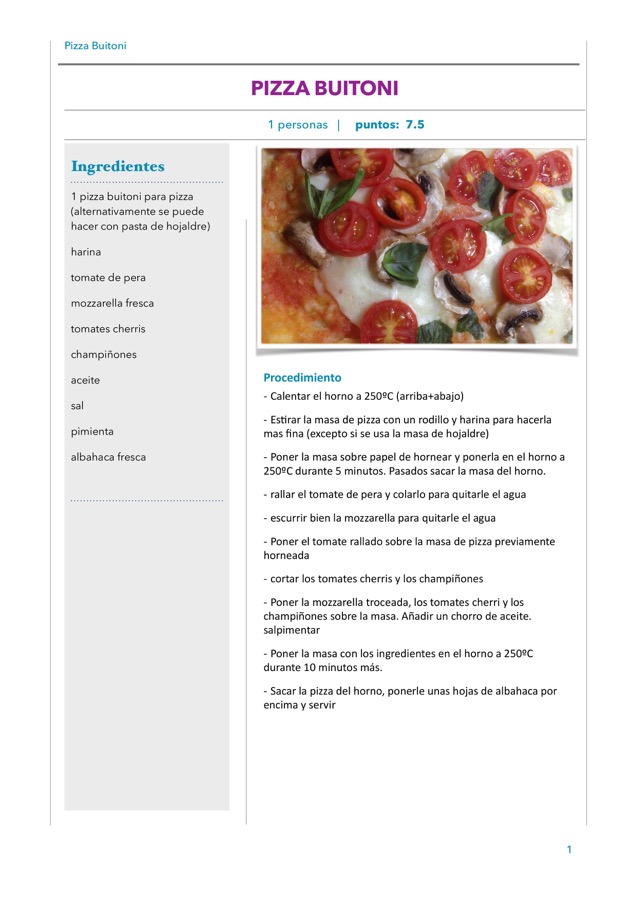 Pizza Buitoni
PIZZA BUITONI
1 personas | puntos: 7.5
Ingredientes
1 pizza buitoni para pizza
(alternativamente se puede
hacer con pasta de hojaldre)
harina
tomate de pera
mozzarella fresca
tomates cherris
champiñones
aceite
sal
pimienta
albahaca fresca
Procedimiento
- Calentar el horno a 250ºC (arriba+abajo)
- Estirar la masa de pizza con un rodillo y harina para hacerla
mas fina (excepto si se usa la masa de hojaldre)
- Poner la masa sobre papel de hornear y ponerla en el horno a
250ºC durante 5 minutos. Pasados sacar la masa del horno.
- rallar el tomate de pera y colarlo para quitarle el agua
- escurrir bien la mozzarella para quitarle el agua
- Poner el tomate rallado sobre la masa de pizza previamente
horneada
- cortar los tomates cherris y los champiñones
- Poner la mozzarella troceada, los tomates cherri y los
champiñones sobre la masa. Añadir un chorro de aceite.
salpimentar
- Poner la masa con los ingredientes en el horno a 250ºC
durante 10 minutos más.
- Sacar la pizza del horno, ponerle unas hojas de albahaca por
encima y servir
1